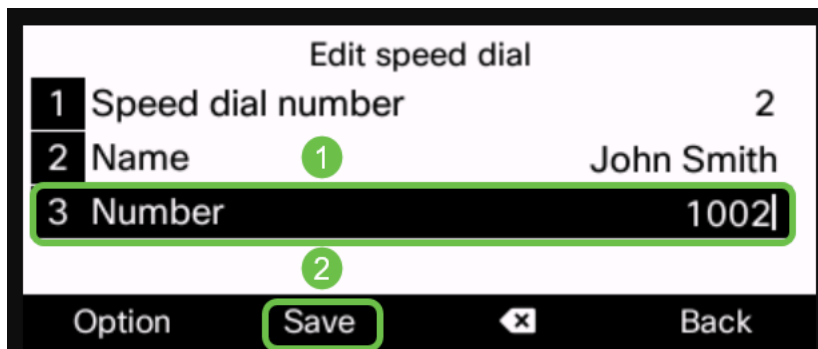 Edit speed dial
1 Speed dial number 2
2 Name 1 John Smith
3 Number 1002
2
Option Save Back